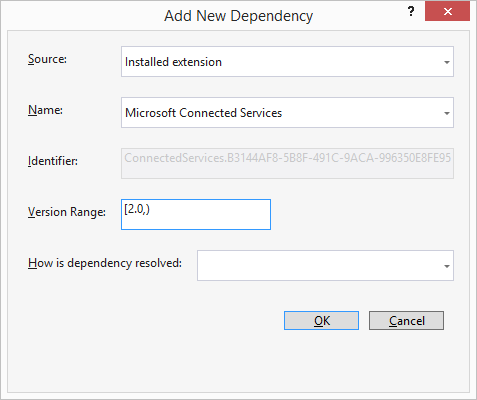 Add New Dependency
? ×
Source: Installed extension
Name: Microsoft Connected Services
Identifier: ConnectedServices.B3144AF8-5B8F-491C-9ACA-996350E8FE95
Version Range: [2.0,)
How is dependency resolved:
OK Cancel